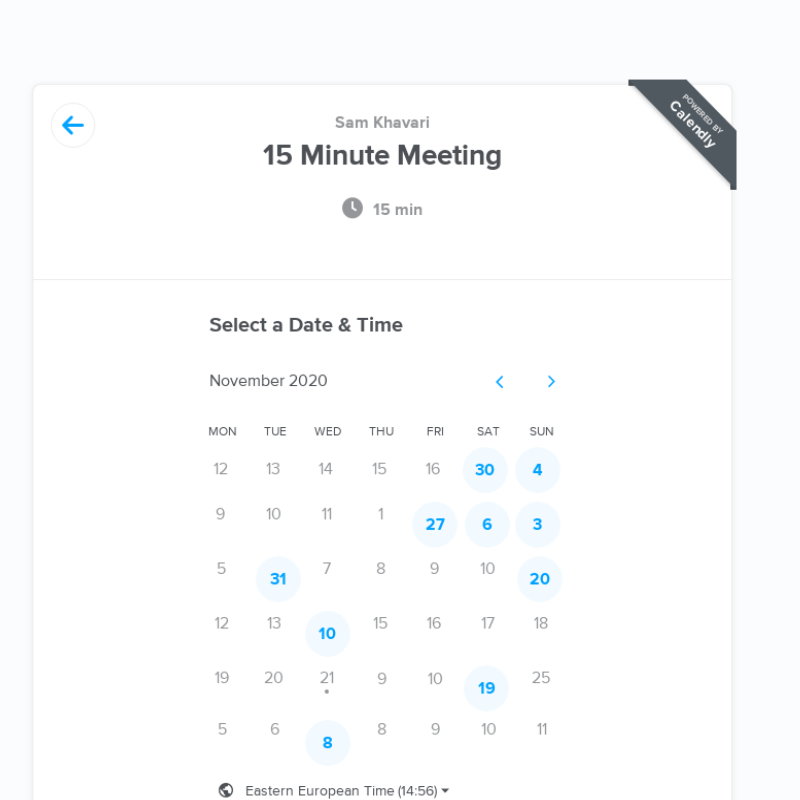 POWERED BY
Calendly
Sam Khavari
15 Minute Meeting
15 min
Select a Date & Time
November 2020
MON TUE WED THU FRI SAT SUN
12 13 14 15 16 30 4
9 10 11 1 27 6 3
5 31 7 8 9 10 20
12 13 10 15 16 17 18
19 20 21 9 10 19 25
5 6 8 8 9 10 11
Eastern European Time (14:56)